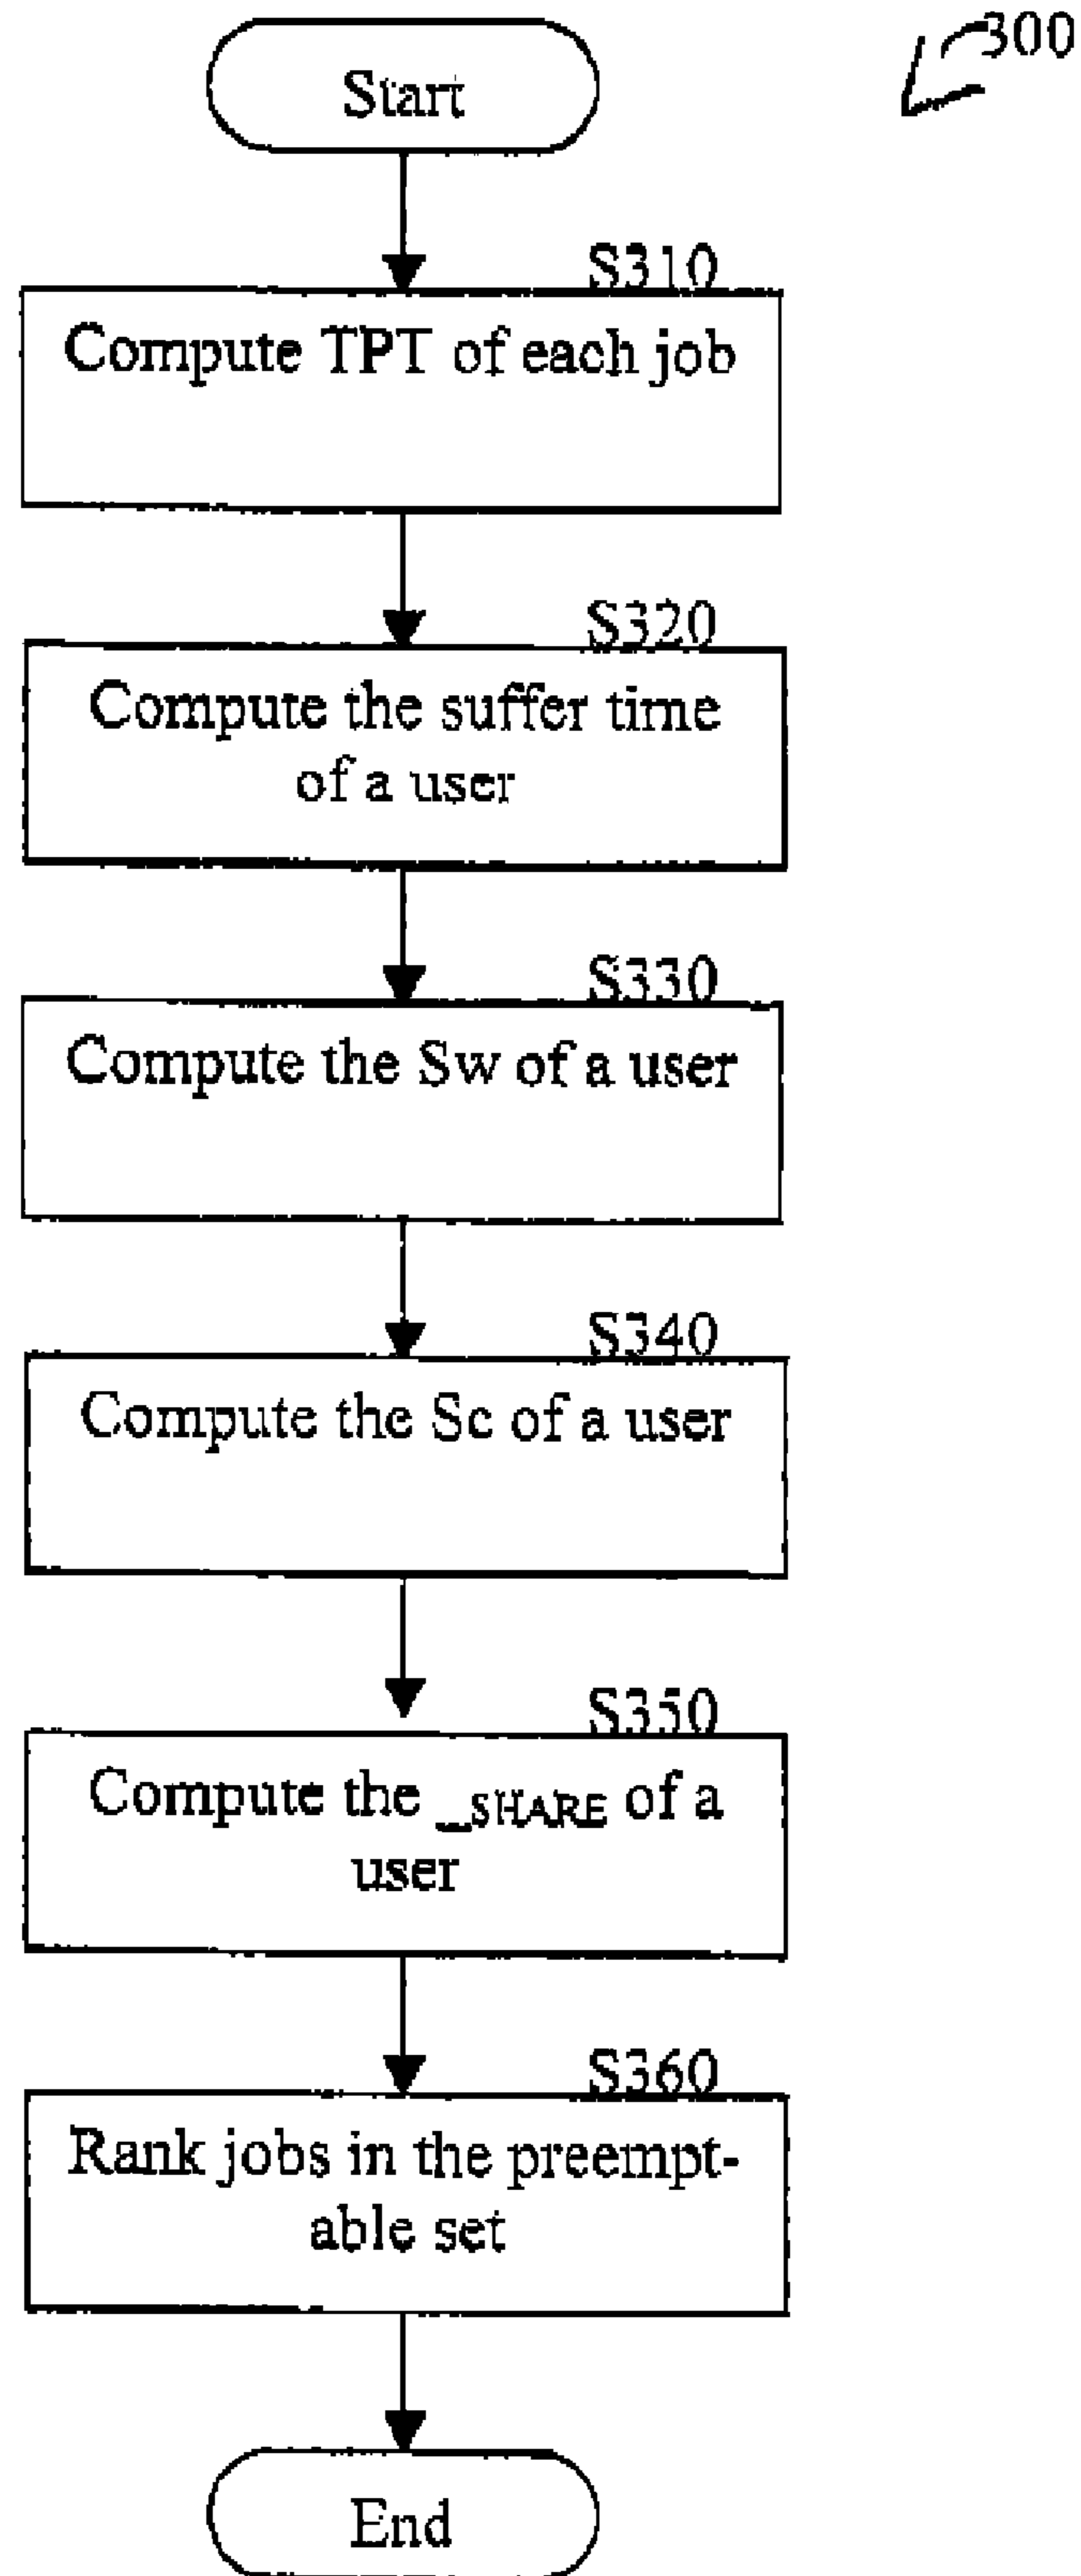 300
Start
S310
Compute TPT of each job
S320
Compute the suffer time
of a user
S330
Compute the Sw of a user
S340
Compute the Sc of a user
S350
Compute the _SHARE of a
user
S360
Rank jobs in the preempt-
able set
End